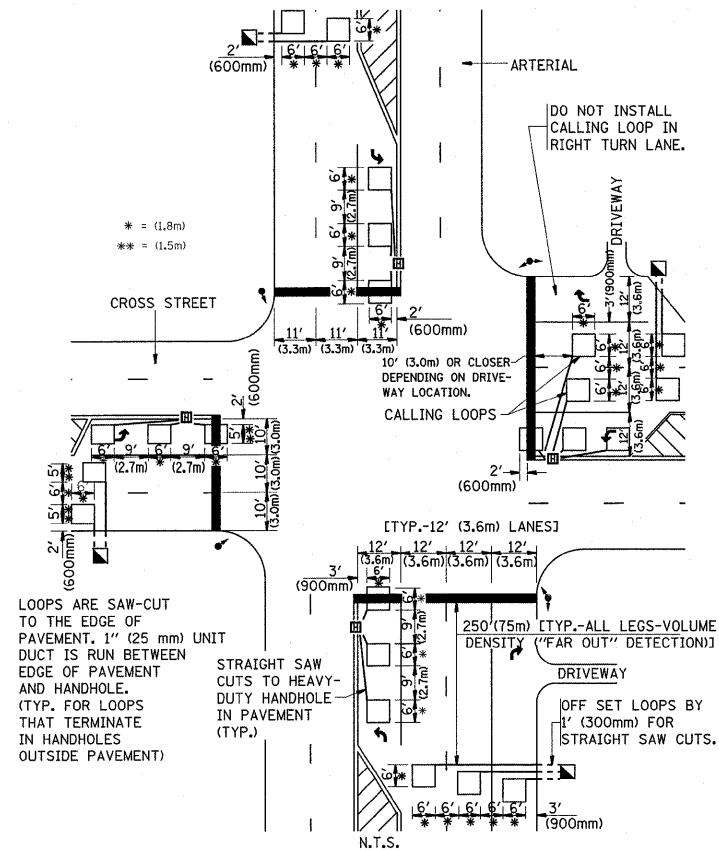 6' 6' 6'
* * *
6' *
2'
(600mm)
ARTERIAL
DO NOT INSTALL
CALLING LOOP IN
RIGHT TURN LANE.
* = (1.8m)
** = (1.5m)
6' *
9' (2.7m)
6' *
9' (2.7m)
6' *
H
6'
*
2'
(600mm)
11' 11' 11'
(3.3m) (3.3m) (3.3m)
CROSS STREET
DRIVEWAY
3' (900mm)
12'
(3.6m)
6'
*
6' * 12' (3.6m) 6' *
6' * 6' *
6' * 12' (3.6m) 6' *
12'
(3.6m)
10' (3.0m) OR CLOSER
DEPENDING ON DRIVE-
WAY LOCATION.
CALLING LOOPS
H
2'
(600mm)
2'
(600mm)
H
5' ** 10' (3.0m)
6' 9' 6' 9' 6'
* (2.7m) * (2.7m) *
10' (3.0m)
10' (3.0m)
5' **
6' *
5' **
6'
2'
(600mm)
[TYP.-12' (3.6m) LANES]
12' 12' 12' 12'
(3.6m) (3.6m) (3.6m) (3.6m)
3'
(900mm)
6'
*
LOOPS ARE SAW-CUT
TO THE EDGE OF
PAVEMENT. 1" (25 mm) UNIT
DUCT IS RUN BETWEEN
EDGE OF PAVEMENT
AND HANDHOLE.
(TYP. FOR LOOPS
THAT TERMINATE
IN HANDHOLES
OUTSIDE PAVEMENT)
STRAIGHT SAW
CUTS TO HEAVY-
DUTY HANDHOLE
IN PAVEMENT
(TYP.)
H
6' *
9' (2.7m)
6' *
9' (2.7m)
6' *
250'(75m) [TYP.-ALL LEGS-VOLUME
DENSITY ("FAR OUT" DETECTION)]
DRIVEWAY
OFF SET LOOPS BY
1' (300mm) FOR
STRAIGHT SAW CUTS.
6' *
6' 6' 6' 6' 6'
* * * * *
3'
(900mm)
N.T.S.